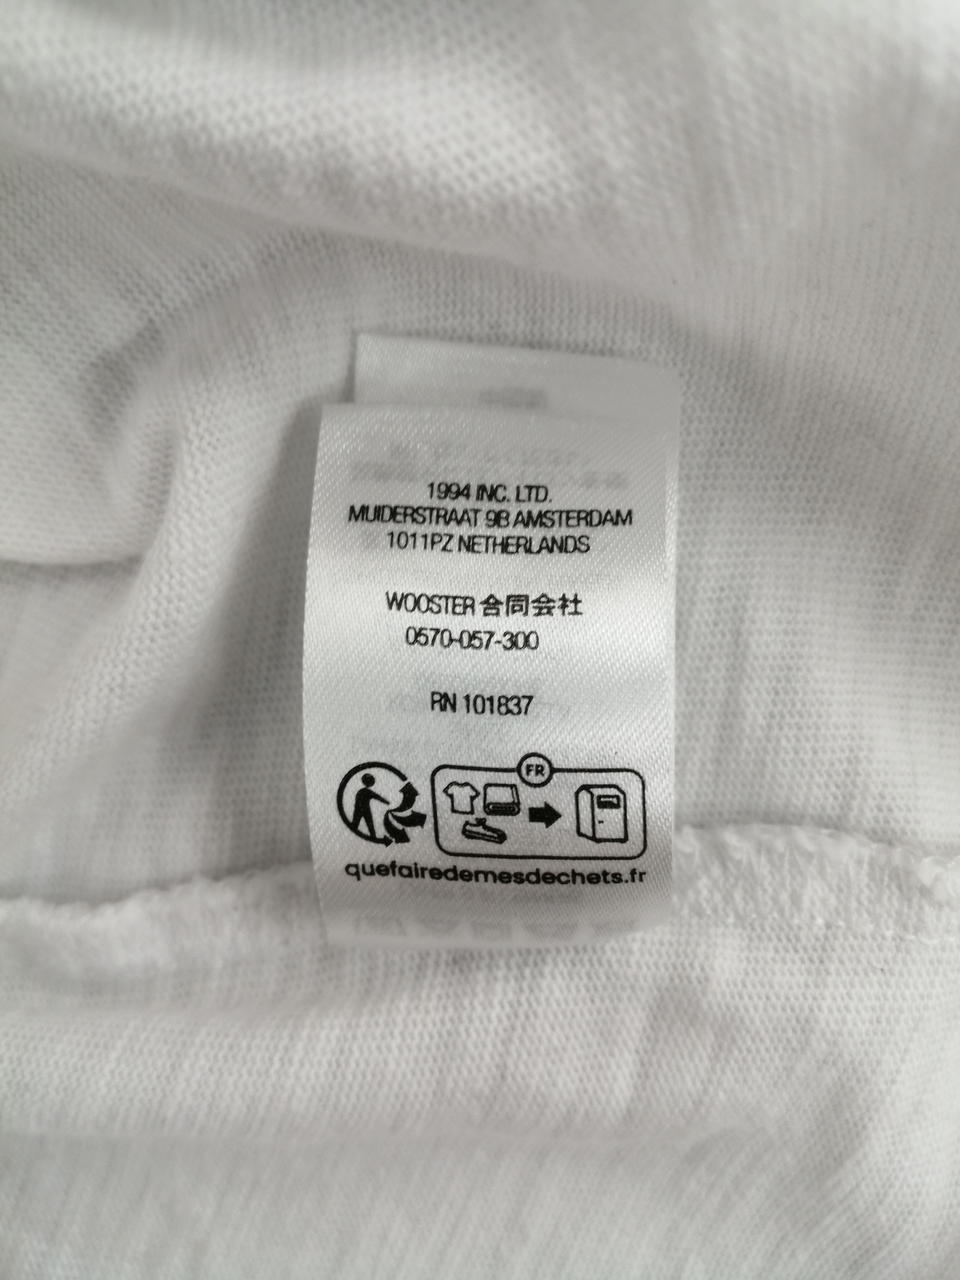 1994 INC. LTD.
MUIDERSTRAAT 9B AMSTERDAM
1011PZ NETHERLANDS
WOOSTER 合同会社
0570-057-300
RN 101837
FR
quefairedemesdechets.fr